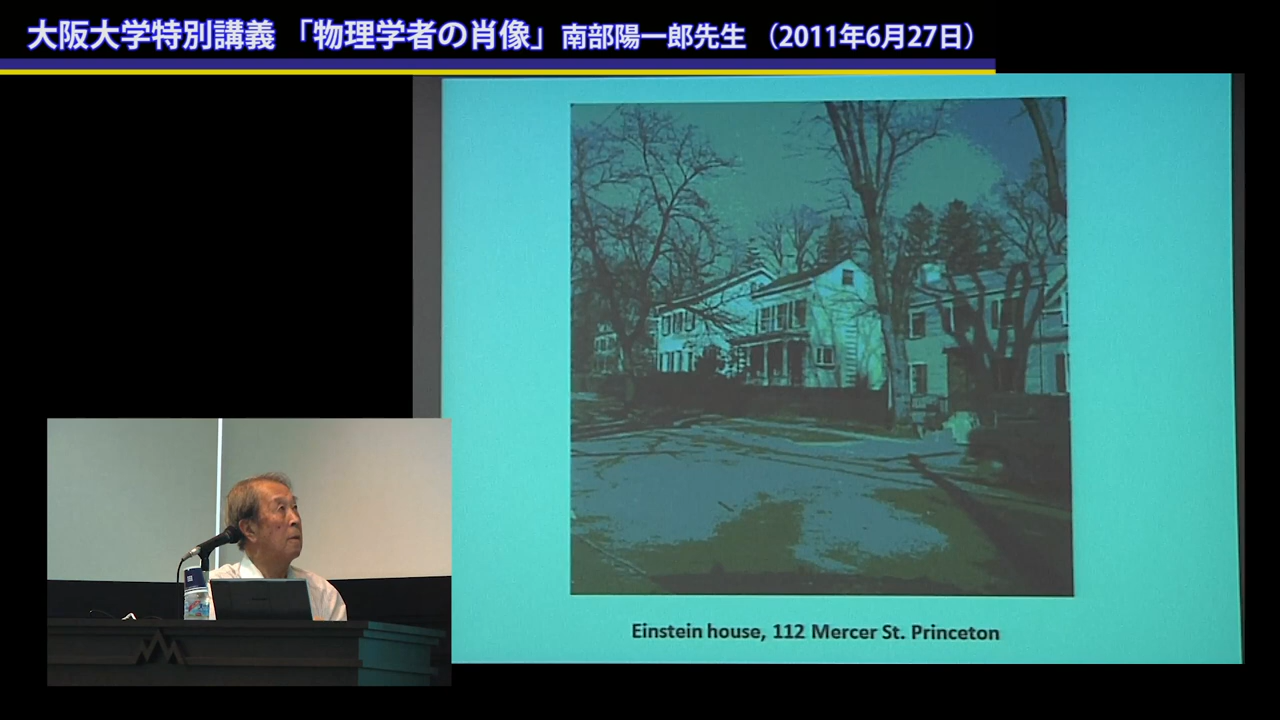 大阪大学特別講義 「物理学者の肖像」 南部陽一郎先生 （2011年6月27日）
Einstein house, 112 Mercer St. Princeton